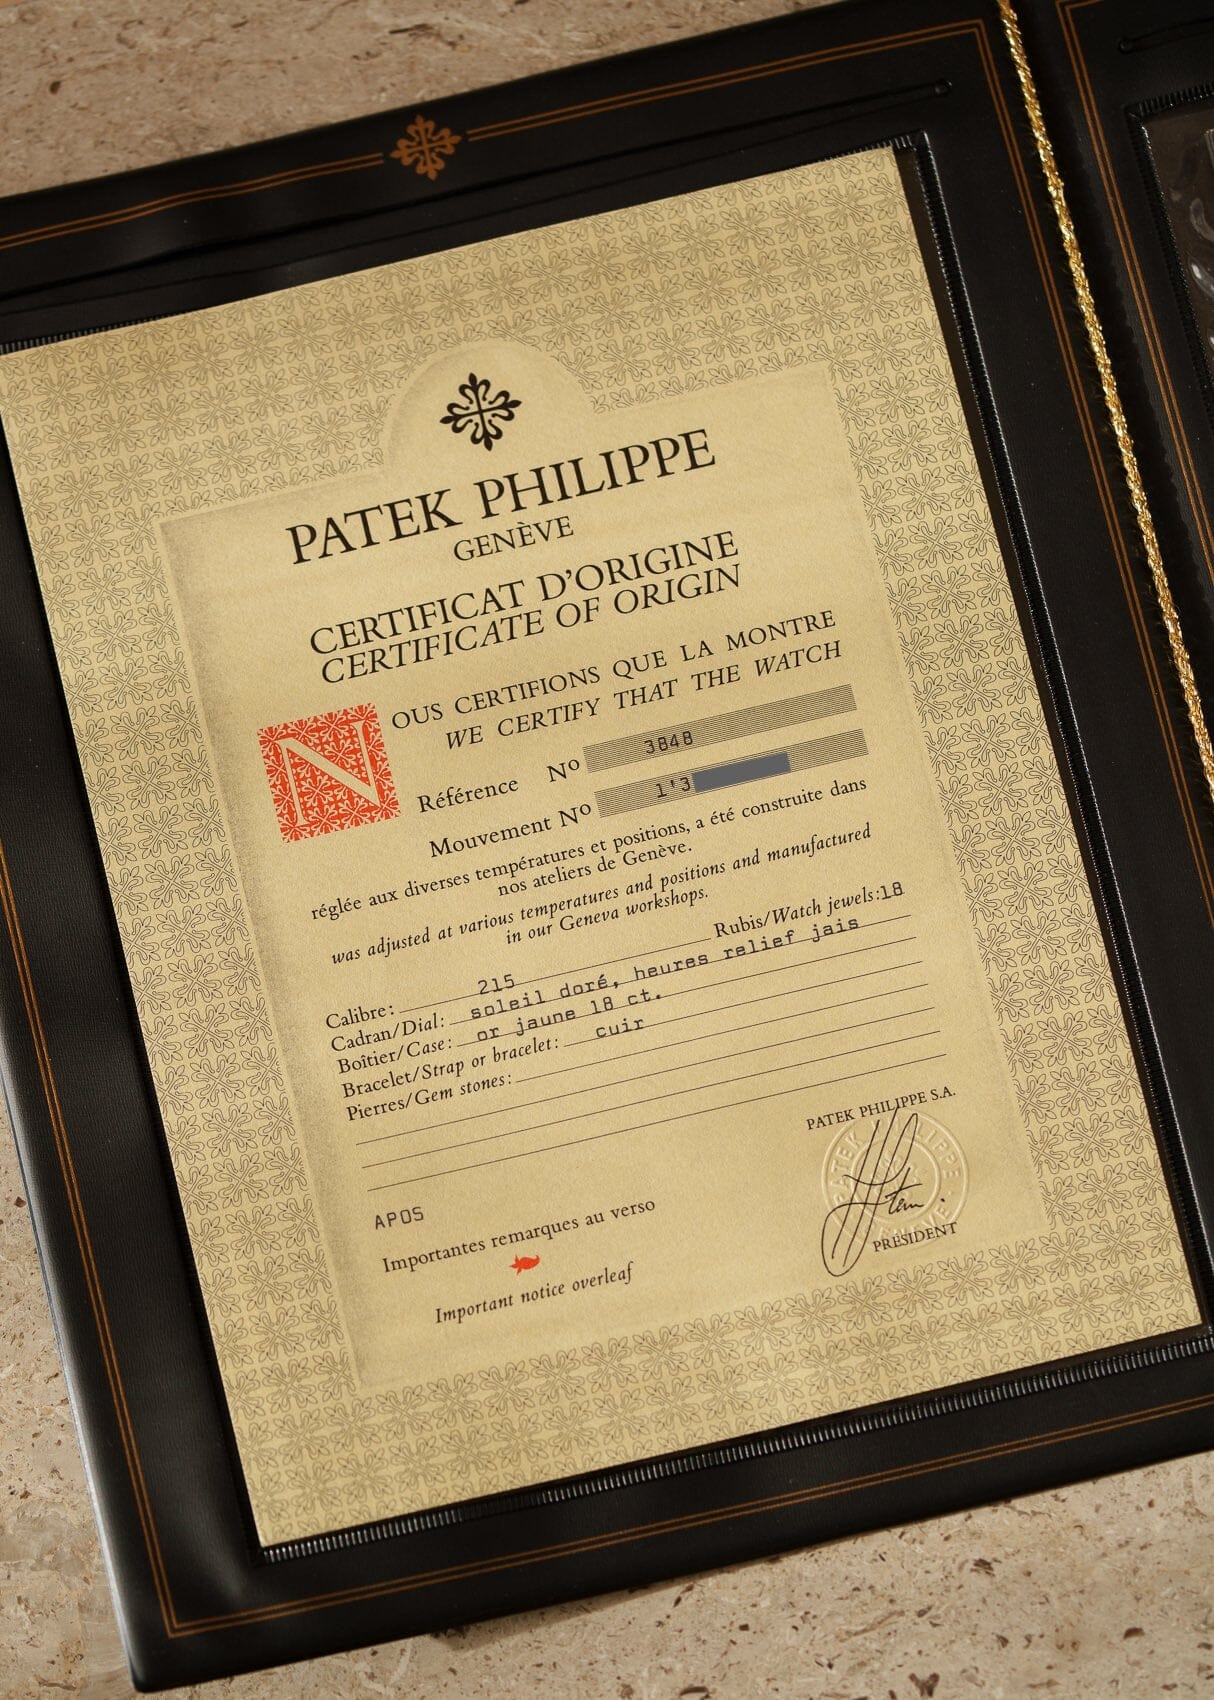 PATEK PHILIPPE
GENÈVE
CERTIFICAT D'ORIGINE
CERTIFICATE OF ORIGIN
NOUS CERTIFIONS QUE LA MONTRE
WE CERTIFY THAT THE WATCH
Référence No 3848
Mouvement No 1'3
réglée aux diverses températures et positions, a été construite dans
nos ateliers de Genève.
was adjusted at various temperatures and positions and manufactured
in our Geneva workshops.
Calibre: 215 Rubis/Watch jewels:18
Cadran/Dial: soleil doré, heures relief jais
Boîtier/Case: or jaune 18 ct.
Bracelet/Strap or bracelet: cuir
Pierres/Gem stones:
PATEK PHILIPPE S.A.
PRESIDENT
APOS
Importantes remarques au verso
Important notice overleaf